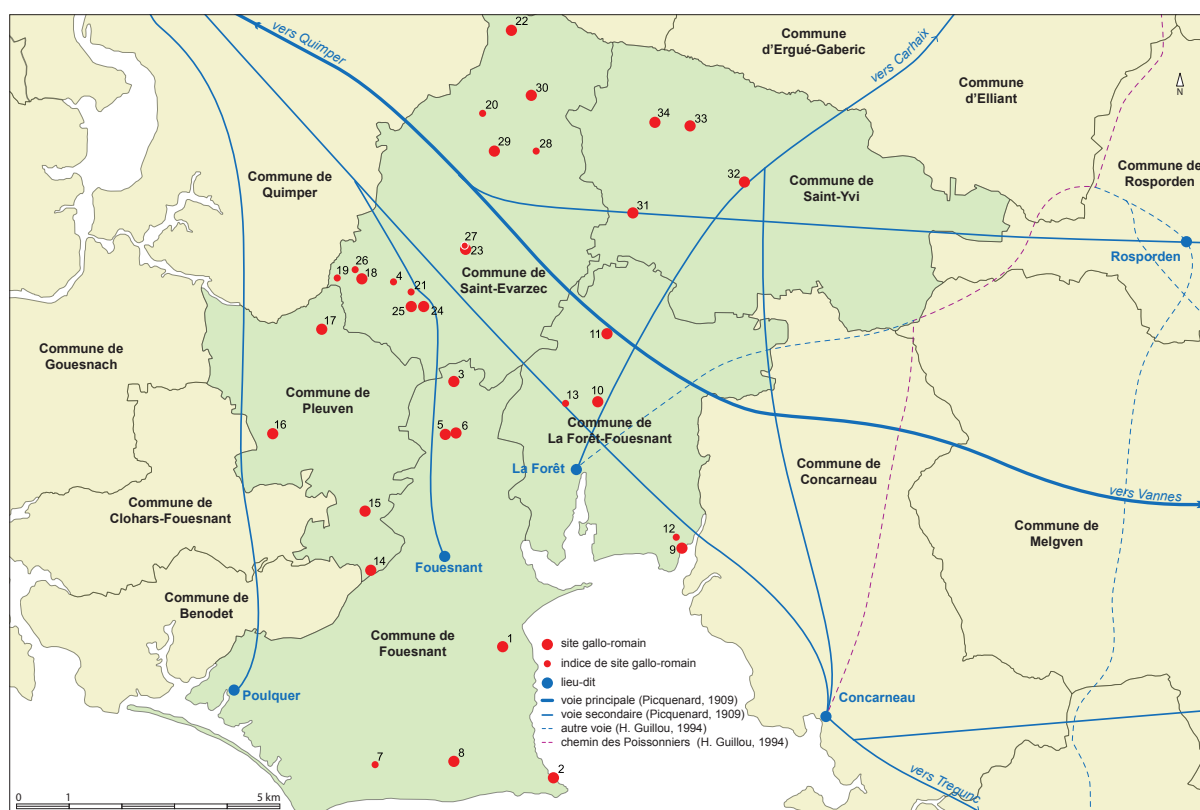 22
vers Quimper
Commune
d'Ergué-Gaberic
vers Carhaix
Commune
d'Elliant
N
30
20
34
33
29
28
Commune de
Rosporden
Commune de
Quimper
32
Commune de
Saint-Yvi
31
27
23
Rosporden
26
19
18
4
Commune de
Saint-Evarzec
21
25
24
17
11
Commune de
Gouesnach
3
Commune de
Pleuven
13
10
16
5
6
Commune de
La Forêt-Fouesnant
La Forêt
Commune de
Concarneau
vers Vannes
Commune de
Clohars-Fouesnant
15
Commune de
Melgven
12
9
14
Fouesnant
Commune de
Benodet
Commune de
Fouesnant
1
site gallo-romain
indice de site gallo-romain
lieu-dit
voie principale (Picquenard, 1909)
voie secondaire (Picquenard, 1909)
autre voie (H. Guillou, 1994)
chemin des Poissonniers (H. Guillou, 1994)
Poulquer
Concarneau
7
8
2
vers Tregunc
0 1 5 km